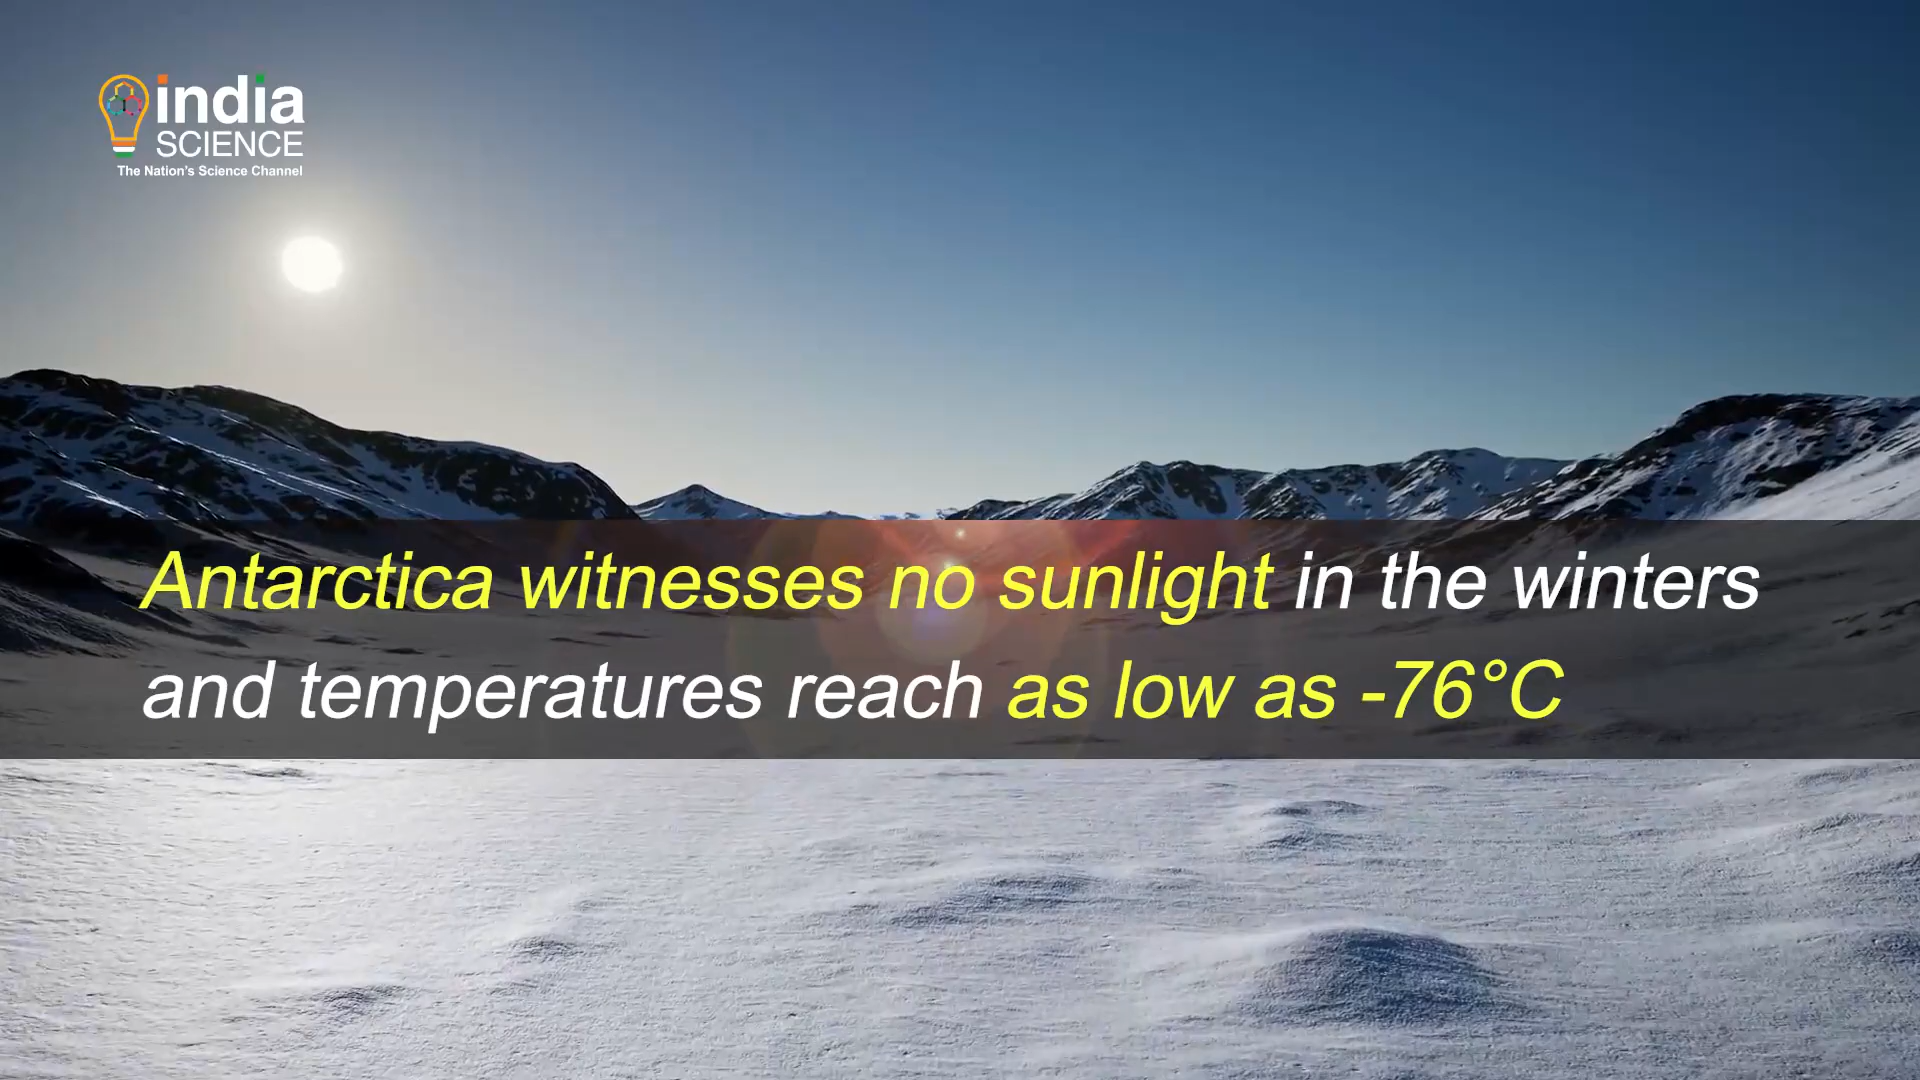 india
SCIENCE
The Nation's Science Channel
Antarctica witnesses no sunlight in the winters
and temperatures reach as low as -76°C